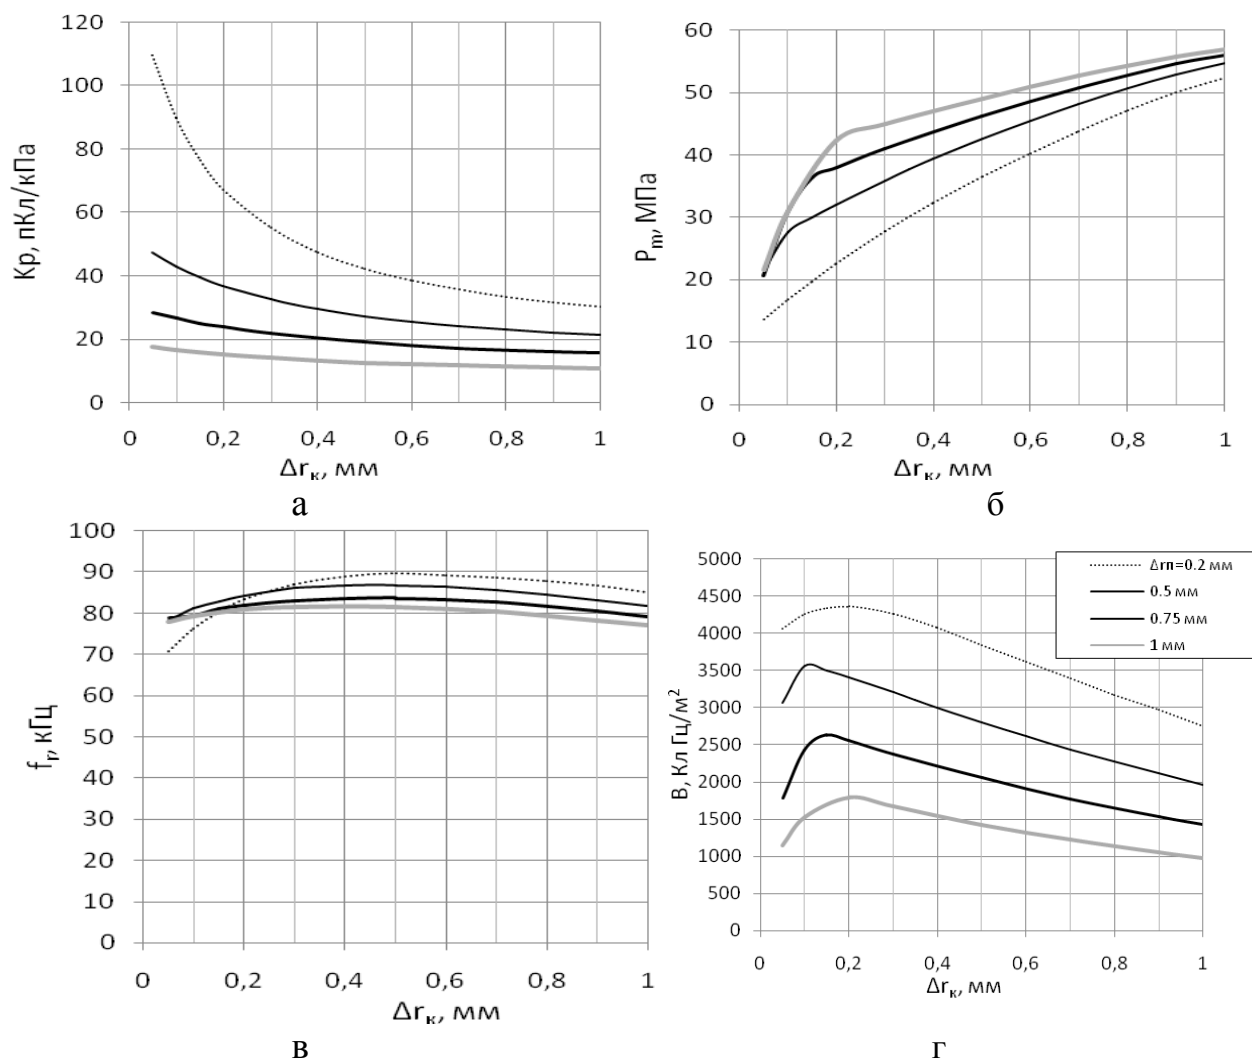 Кр, пКл/кПа
120
100
80
60
40
20
0
0 0,2 0,4 0,6 0,8 1
Δrк, мм
а
Pm, МПа
60
50
40
30
20
10
0
0 0,2 0,4 0,6 0,8 1
Δrк, мм
б
fr, кГц
100
90
80
70
60
50
40
30
20
10
0
0 0,2 0,4 0,6 0,8 1
Δrк, мм
в
В, Кл Гц/м²
5000
4500
4000
3500
3000
2500
2000
1500
1000
500
0
0 0,2 0,4 0,6 0,8 1
Δrк, мм
Δrп=0.2 мм
0.5 мм
0.75 мм
1 мм
г